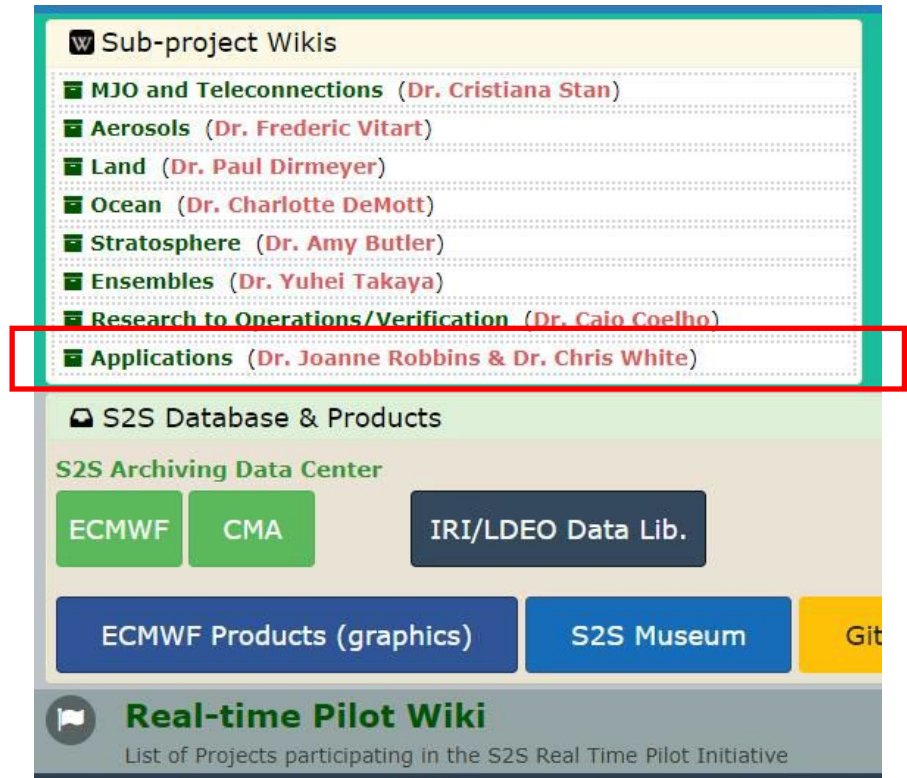 Sub-project Wikis
MJO and Teleconnections (Dr. Cristiana Stan)
Aerosols (Dr. Frederic Vitart)
Land (Dr. Paul Dirmeyer)
Ocean (Dr. Charlotte DeMott)
Stratosphere (Dr. Amy Butler)
Ensembles (Dr. Yuhei Takaya)
Research to Operations/Verification (Dr. Caio Coelho)
Applications (Dr. Joanne Robbins & Dr. Chris White)
S2S Database & Products
S2S Archiving Data Center
ECMWF CMA IRI/LDEO Data Lib.
ECMWF Products (graphics) S2S Museum Git
Real-time Pilot Wiki
List of Projects participating in the S2S Real Time Pilot Initiative